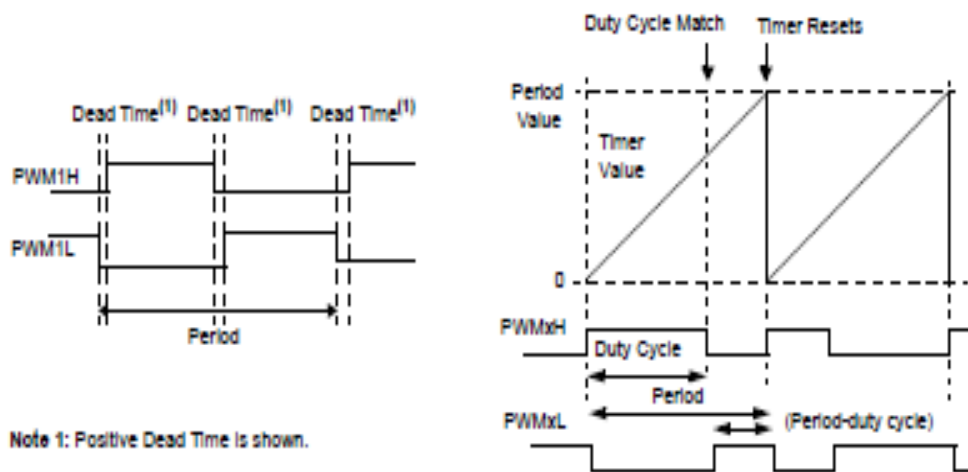 Dead Time(1) Dead Time(1) Dead Time(1)
PWM1H
PWM1L
Period
Note 1: Positive Dead Time is shown.
Duty Cycle Match
Timer Resets
Period
Value
Timer
Value
0
PWMxH
Duty Cycle
Period
PWMxL
(Period-duty cycle)